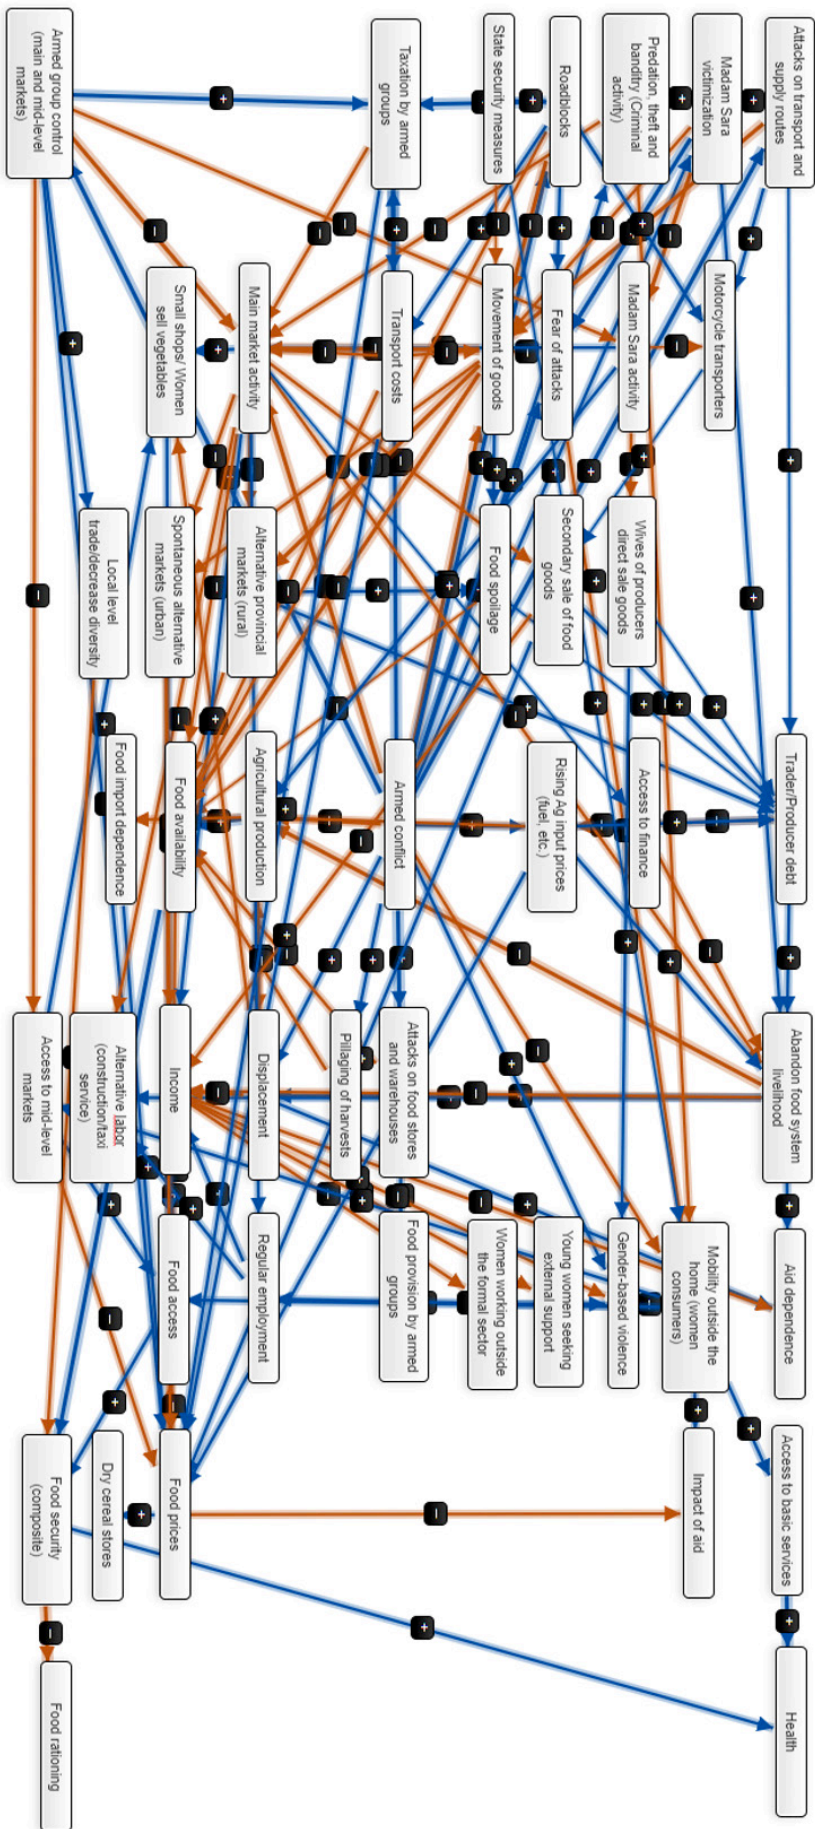 Attacks on transport and
supply routes
Madam Sara
victimization
Predation, theft and
banditry (Criminal
activity)
Roadblocks
State security measures
Taxation by armed
groups
Armed group control
(main and mid-level
markets)
Motorcycle transporters
Madam Sara activity
Fear of attacks
Movement of goods
Transport costs
Main market activity
Small shops/ Women
sell vegetables
Wives of producers
direct sale goods
Secondary sale of food
goods
Food spoilage
Alternative provincial
markets (rural)
Spontaneous alternative
markets (urban)
Local level
trade/decrease diversity
Trader/Producer debt
Access to finance
Rising Ag input prices
(fuel, etc.)
Armed conflict
Agricultural production
Food availability
Food import dependence
Abandon food system
livelihood
Attacks on food stores
and warehouses
Pillaging of harvests
Displacement
Income
Alternative labor
(construction/taxi
service)
Access to mid-level
markets
Aid dependence
Mobility outside the
home (women
consumers)
Gender-based violence
Young women seeking
external support
Women working outside
the formal sector
Food provision by armed
groups
Regular employment
Food access
Access to basic services
Impact of aid
Food prices
Dry cereal stores
Food security
(composite)
Health
Food rationing